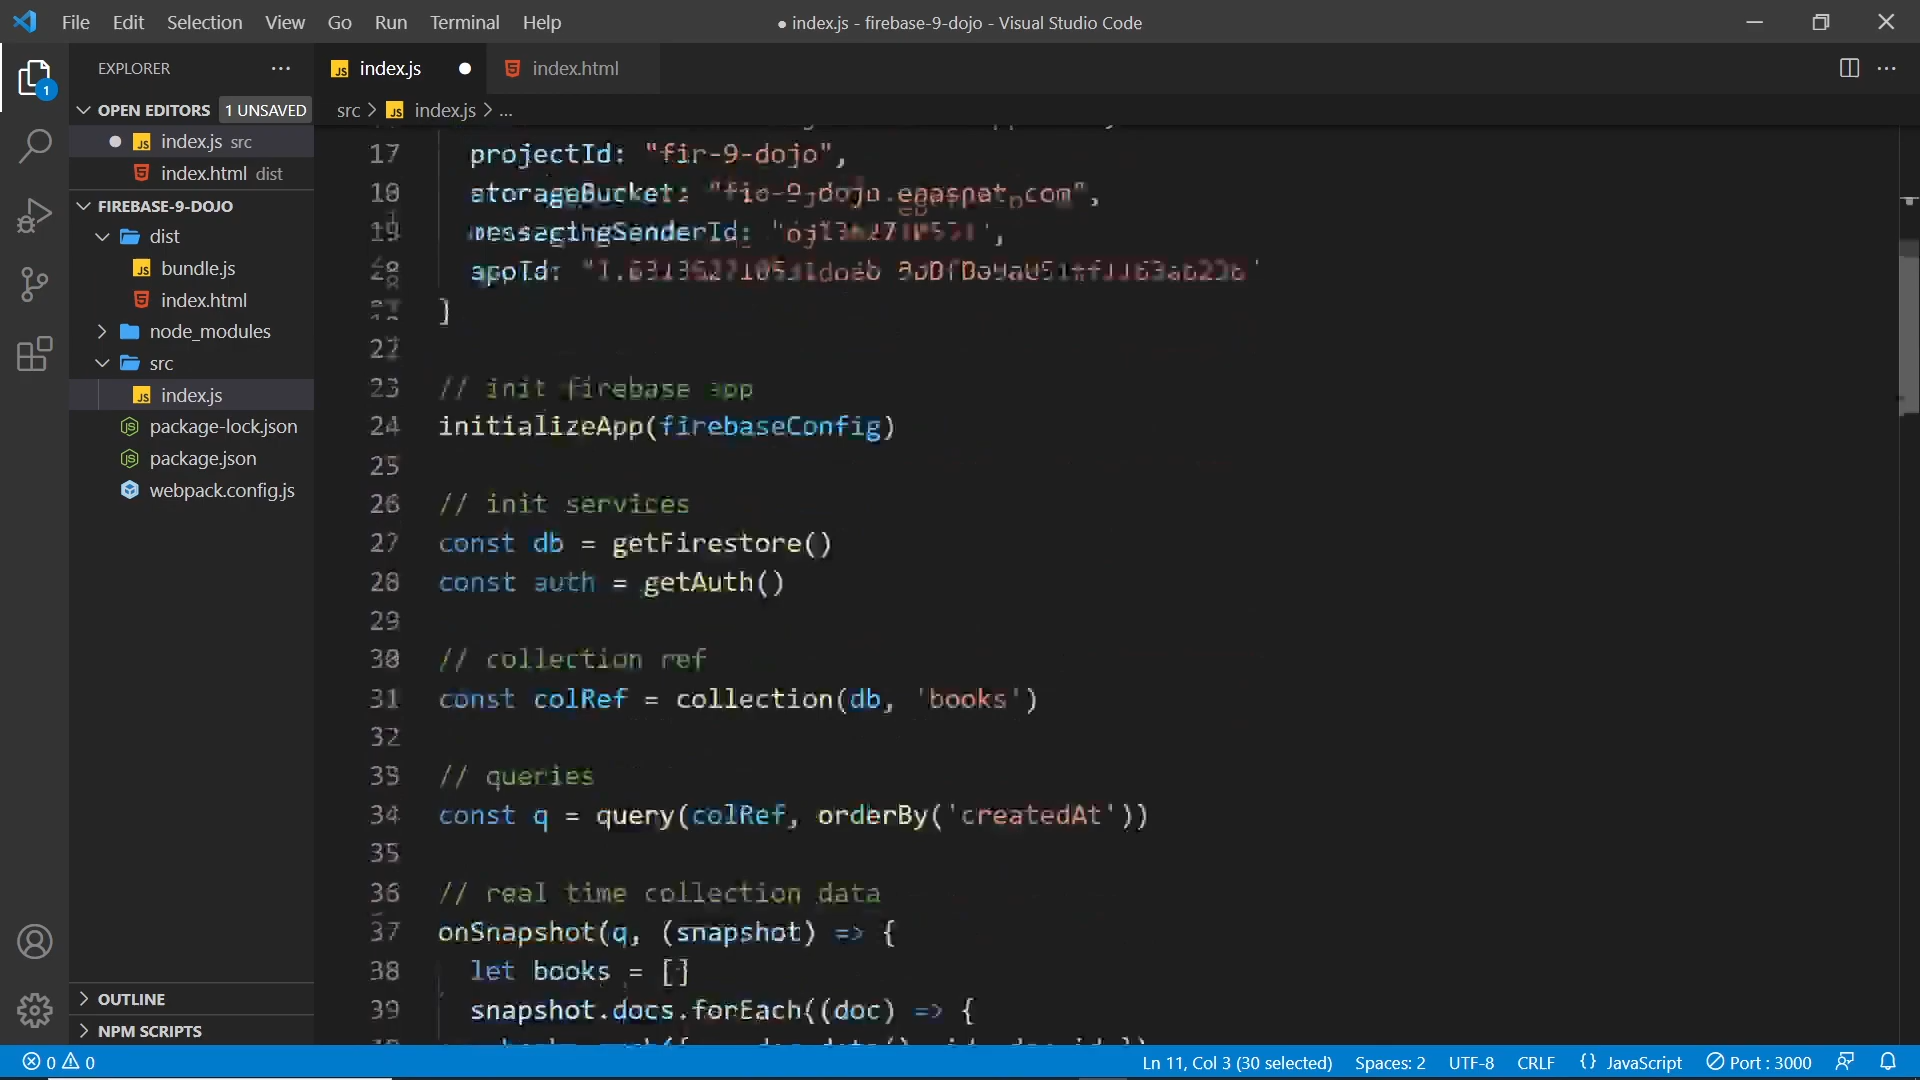 File Edit Selection View Go Run Terminal Help
● index.js - firebase-9-dojo - Visual Studio Code
EXPLORER
OPEN EDITORS 1 UNSAVED
index.js src
index.html dist
FIREBASE-9-DOJO
dist
bundle.js
index.html
node_modules
src
index.js
package-lock.json
package.json
webpack.config.js
OUTLINE
NPM SCRIPTS
1
index.js index.html
src > index.js > ...
17 projectId: "fir-9-dojo",
]
22
23 // init firebase app
24 initializeApp(firebaseConfig)
25
26 // init services
27 const db = getFirestore()
28 const auth = getAuth()
29
30 // collection ref
31 const colRef = collection(db, 'books')
32
33 // queries
34 const q = query(colRef, orderBy('createdAt'))
35
36 // real time collection data
37 onSnapshot(q, (snapshot) => {
38 let books = []
39 snapshot.docs.forEach((doc) => {
0 0
Ln 11, Col 3 (30 selected) Spaces: 2 UTF-8 CRLF {} JavaScript Port : 3000